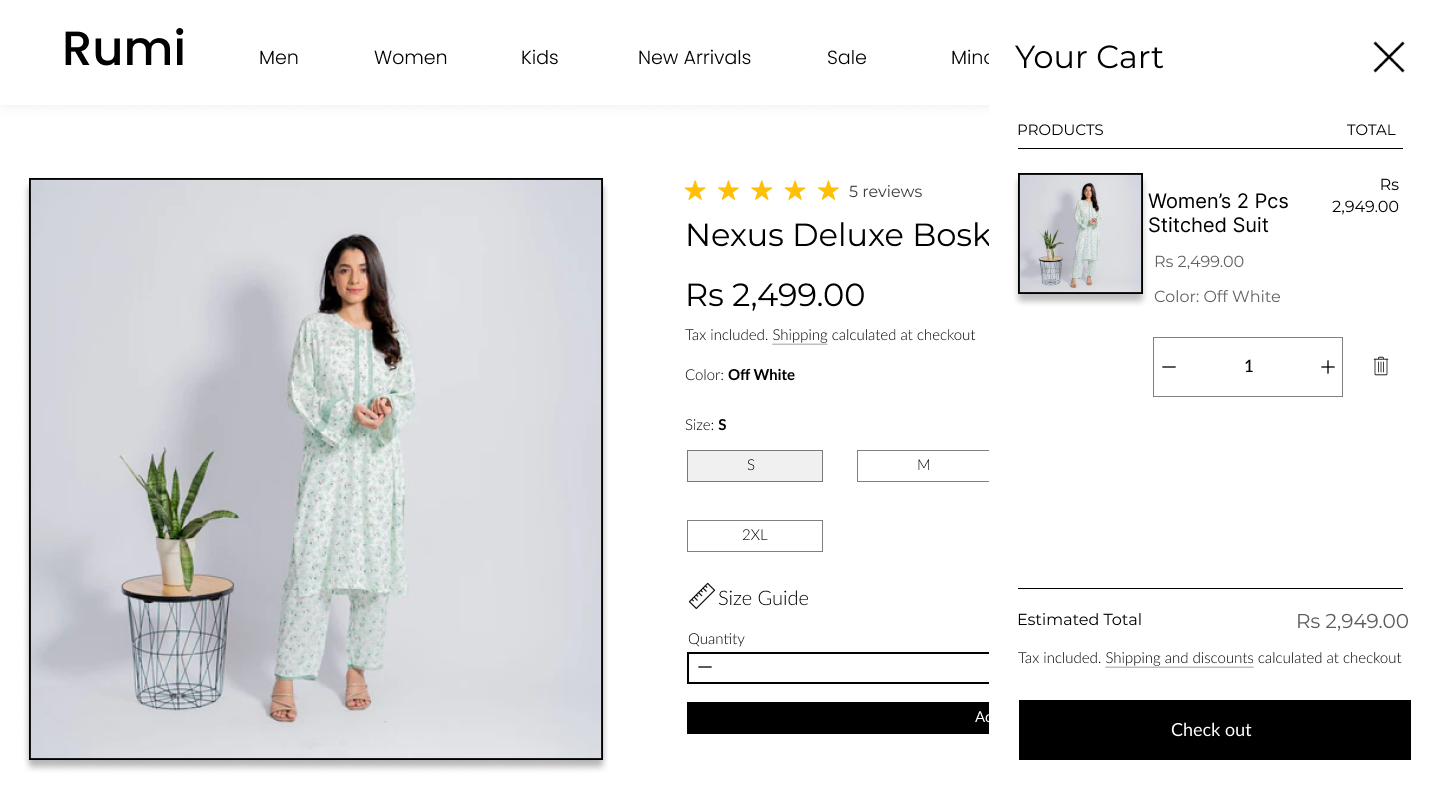 Rumi
Men
Women
Kids
New Arrivals
Sale
Your Cart
PRODUCTS
TOTAL
Women’s 2 Pcs
Stitched Suit
Rs
2,949.00
Rs 2,499.00
Color: Off White
1
Estimated Total
Rs 2,949.00
Tax included. Shipping and discounts calculated at checkout
Check out
5 reviews
Nexus Deluxe Bosk
Rs 2,499.00
Tax included. Shipping calculated at checkout
Color: Off White
Size: S
S
M
2XL
Size Guide
Quantity